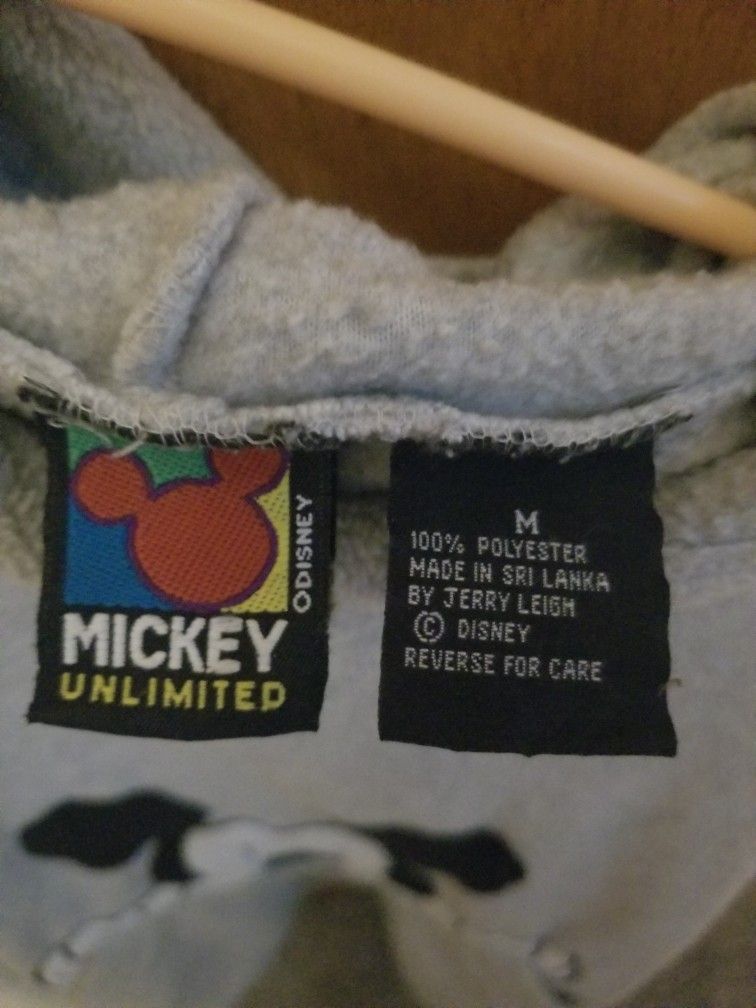 ©DISNEY
MICKEY
UNLIMITED
M
100% POLYESTER
MADE IN SRI LANKA
BY JERRY LEIGH
© DISNEY
REVERSE FOR CARE